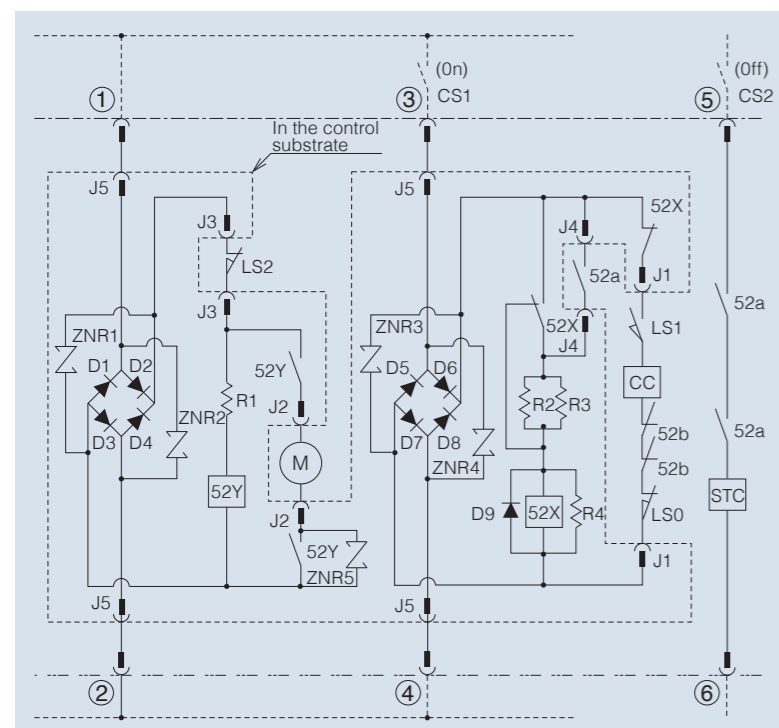 (0n)
(0ff)
① ③ CS1 ⑤ CS2
In the control
substrate
J5 J5
J3 J4 52X
LS2 52a J1
J3 52a
ZNR1 ZNR3 52X LS1
J4
D1 D2 52Y D5 D6
R1 CC
ZNR2 J2 R2 R3
D3 D4 D7 D8 52b
M ZNR4 52a
52b
52Y D9 52X R4 STC
J2 LS0
52Y
ZNR5 J1
J5 J5
② ④ ⑥